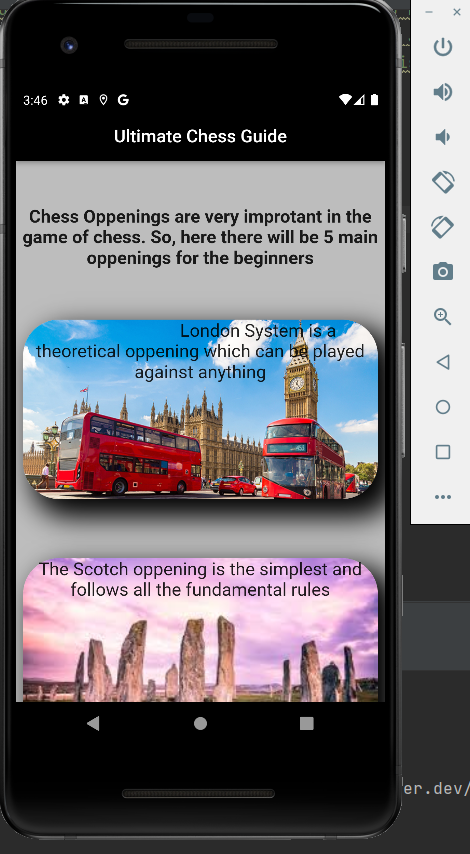 3:46
Ultimate Chess Guide
Chess Oppenings are very improtant in the
game of chess. So, here there will be 5 main
oppenings for the beginners
London System is a
theoretical oppening which can be played
against anything
The Scotch oppening is the simplest and
follows all the fundamental rules
er.dev/